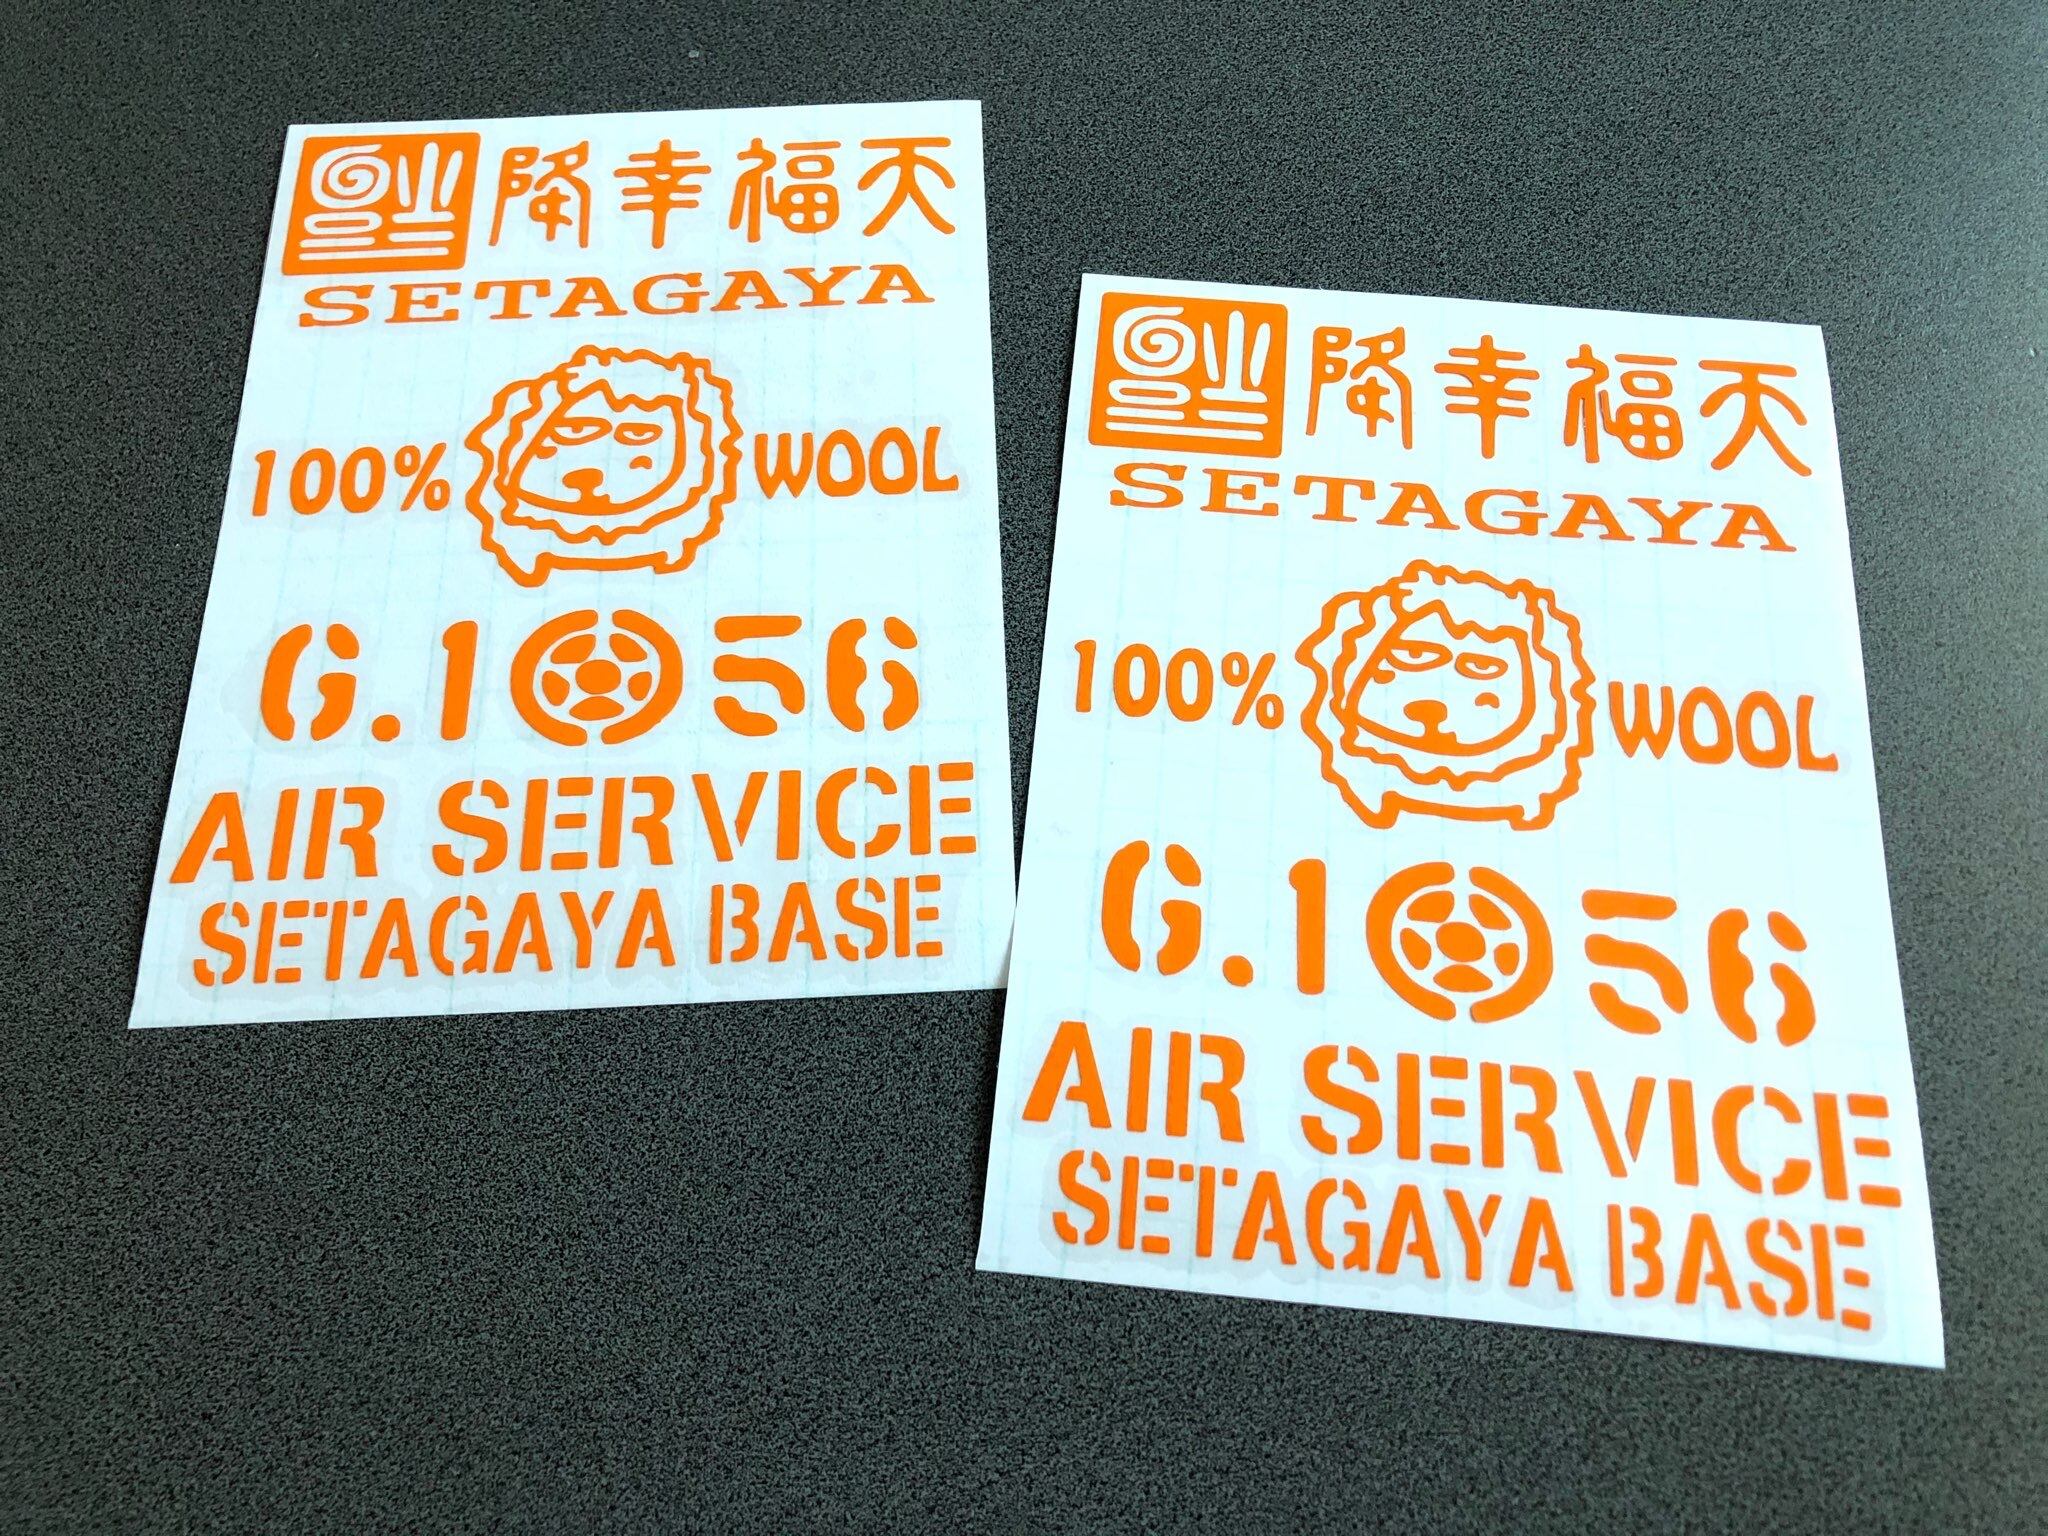 降幸福天
SETAGAYA
100% WOOL
G.1056
AIR SERVICE
SETAGAYA BASE
降幸福天
SETAGAYA
100% WOOL
G.1056
AIR SERVICE
SETAGAYA BASE